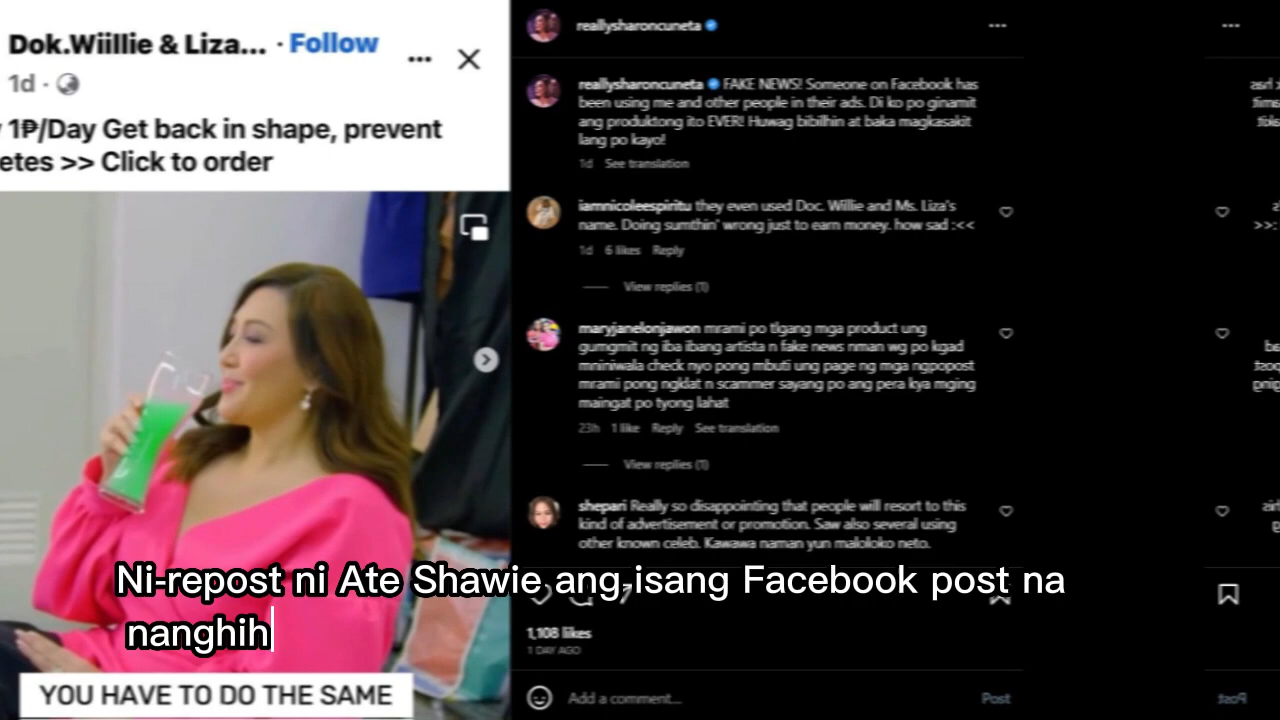 Dok.Wiillie & Liza... · Follow
1d ·
1₱/Day Get back in shape, prevent
etes >> Click to order
YOU HAVE TO DO THE SAME
reallysharoncuneta
reallysharoncuneta FAKE NEWS! Someone on Facebook has
been using me and other people in their ads. Di ko po ginamit
ang produktong ito EVER! Huwag bibilhin at baka magkasakit
lang po kayo!
1d See translation
iamnicoleespiritu they even used Doc. Willie and Ms. Liza's
name. Doing sumthin' wrong just to earn money. how sad :<<
1d 6 likes Reply
View replies (1)
maryjanelonjawon mrami po tlgang mga product ung
gumgmit ng iba ibang artista n fake news nman wg po kgad
mniniwala check nyo pong mbuti ung page ng mga ngpopost
mrami pong ngklat n scammer sayang po ang pera kya mging
maingat po tyong lahat
23h 1 like Reply See translation
View replies (1)
shepari Really so disappointing that people will resort to this
kind of advertisement or promotion. Saw also several using
other known celeb. Kawawa naman yun maloloko neto.
1,108 likes
1 DAY AGO
Add a comment...
Post
Ni-repost ni Ate Shawie ang isang Facebook post na
nanghih